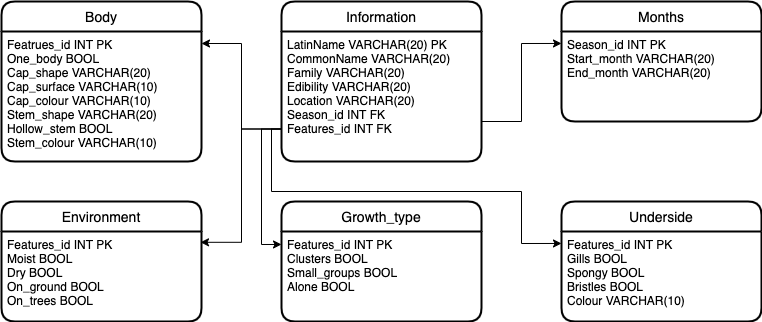 Body
Featrues_id INT PK
One_body BOOL
Cap_shape VARCHAR(20)
Cap_surface VARCHAR(10)
Cap_colour VARCHAR(10)
Stem_shape VARCHAR(20)
Hollow_stem BOOL
Stem_colour VARCHAR(10)
Information
LatinName VARCHAR(20) PK
CommonName VARCHAR(20)
Family VARCHAR(20)
Edibility VARCHAR(20)
Location VARCHAR(20)
Season_id INT FK
Features_id INT FK
Months
Season_id INT PK
Start_month VARCHAR(20)
End_month VARCHAR(20)
Environment
Features_id INT PK
Moist BOOL
Dry BOOL
On_ground BOOL
On_trees BOOL
Growth_type
Features_id INT PK
Clusters BOOL
Small_groups BOOL
Alone BOOL
Underside
Features_id INT PK
Gills BOOL
Spongy BOOL
Bristles BOOL
Colour VARCHAR(10)